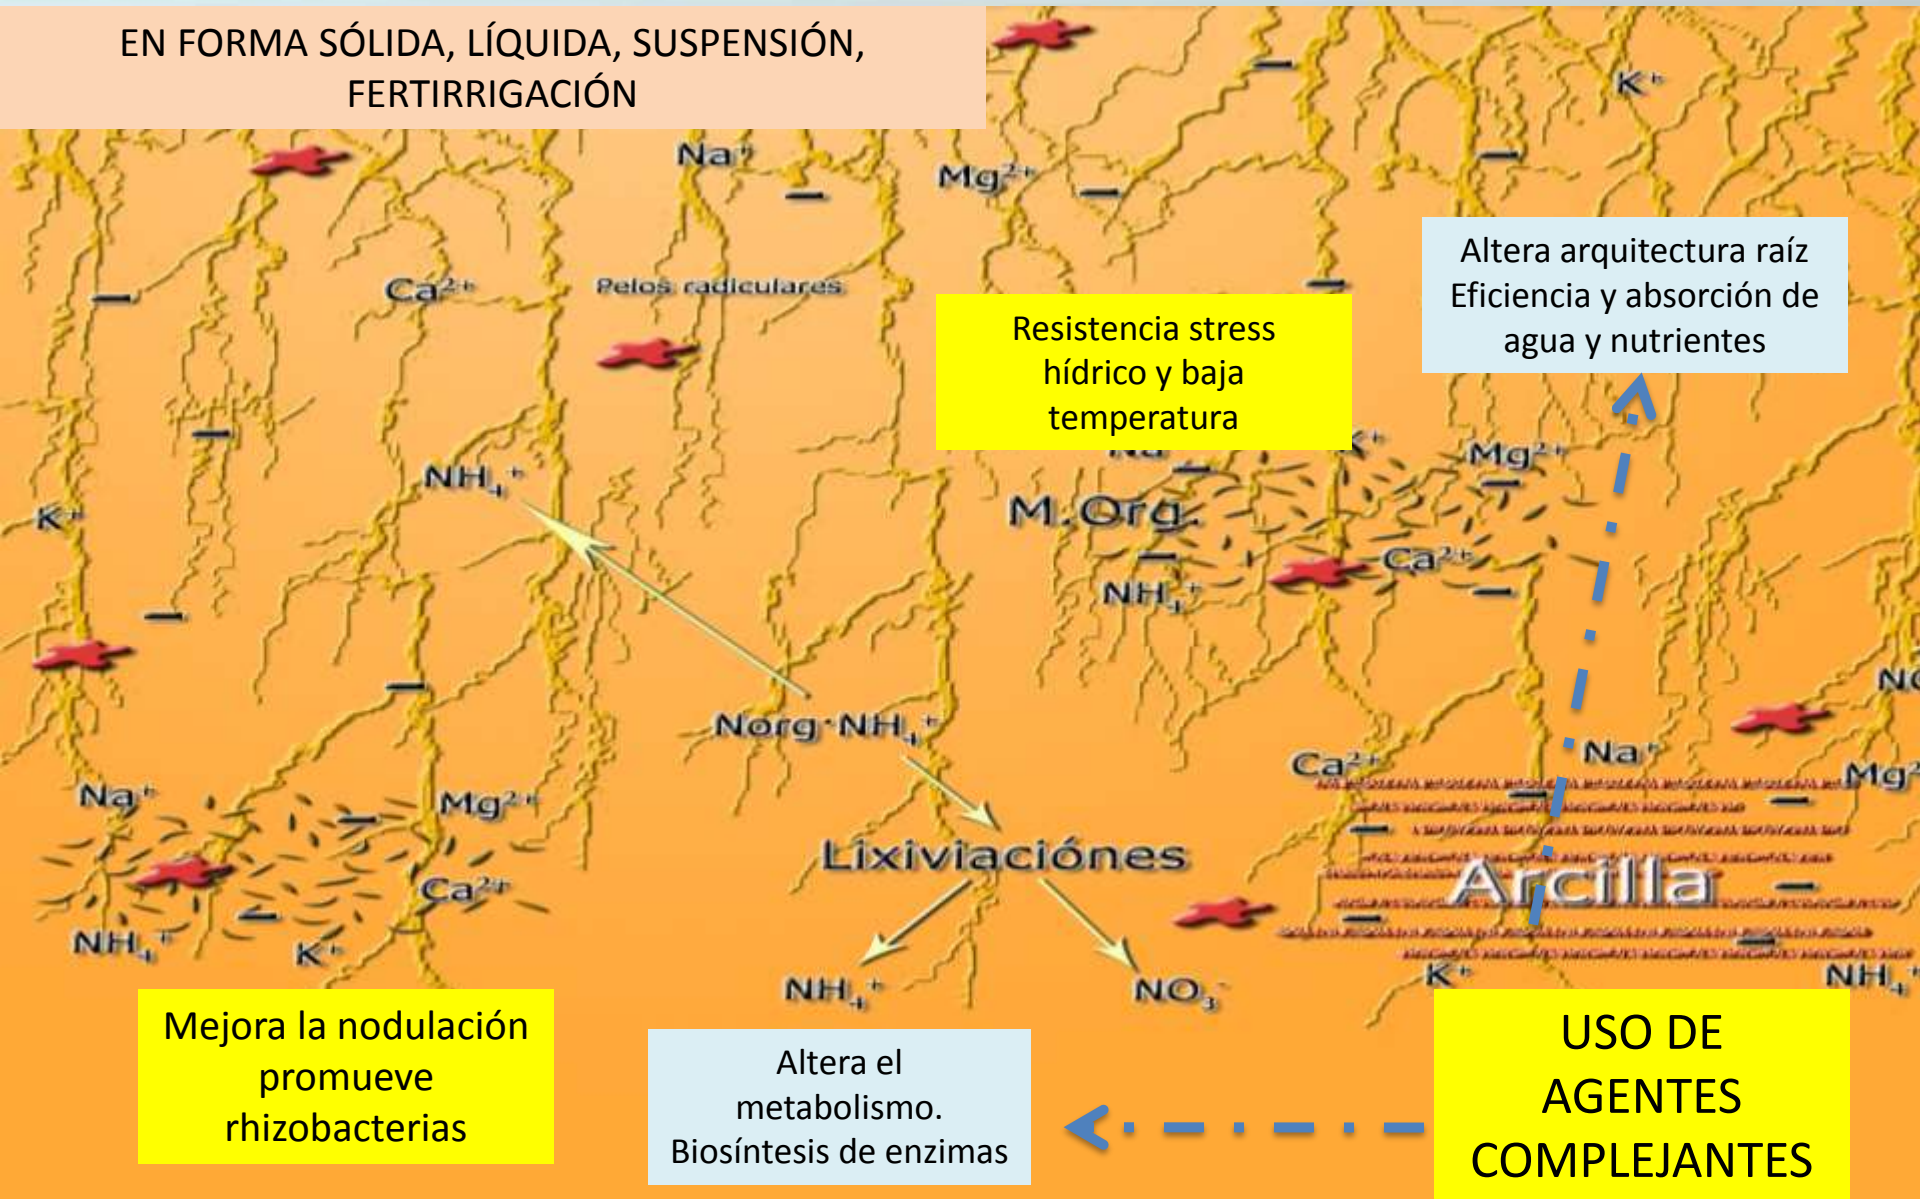 EN FORMA SÓLIDA, LÍQUIDA, SUSPENSIÓN,
FERTIRRIGACIÓN
K+
Na+
Mg2+
Ca2+
Pelos radiculares
Altera arquitectura raíz
Eficiencia y absorción de
agua y nutrientes
Resistencia stress
hídrico y baja
temperatura
K+
Mg2+
NH4+
K+
M.Org.
Ca2+
NH4+
Norg·NH4+
Ca2+
Na+
Na+
Mg2+
Lixiviaciónes
Arcilla
Ca2+
NH4+
K+
NH4+
NO3-
K+
NH4+
Mejora la nodulación
promueve
rhizobacterias
Altera el
metabolismo.
Biosíntesis de enzimas
USO DE
AGENTES
COMPLEJANTES